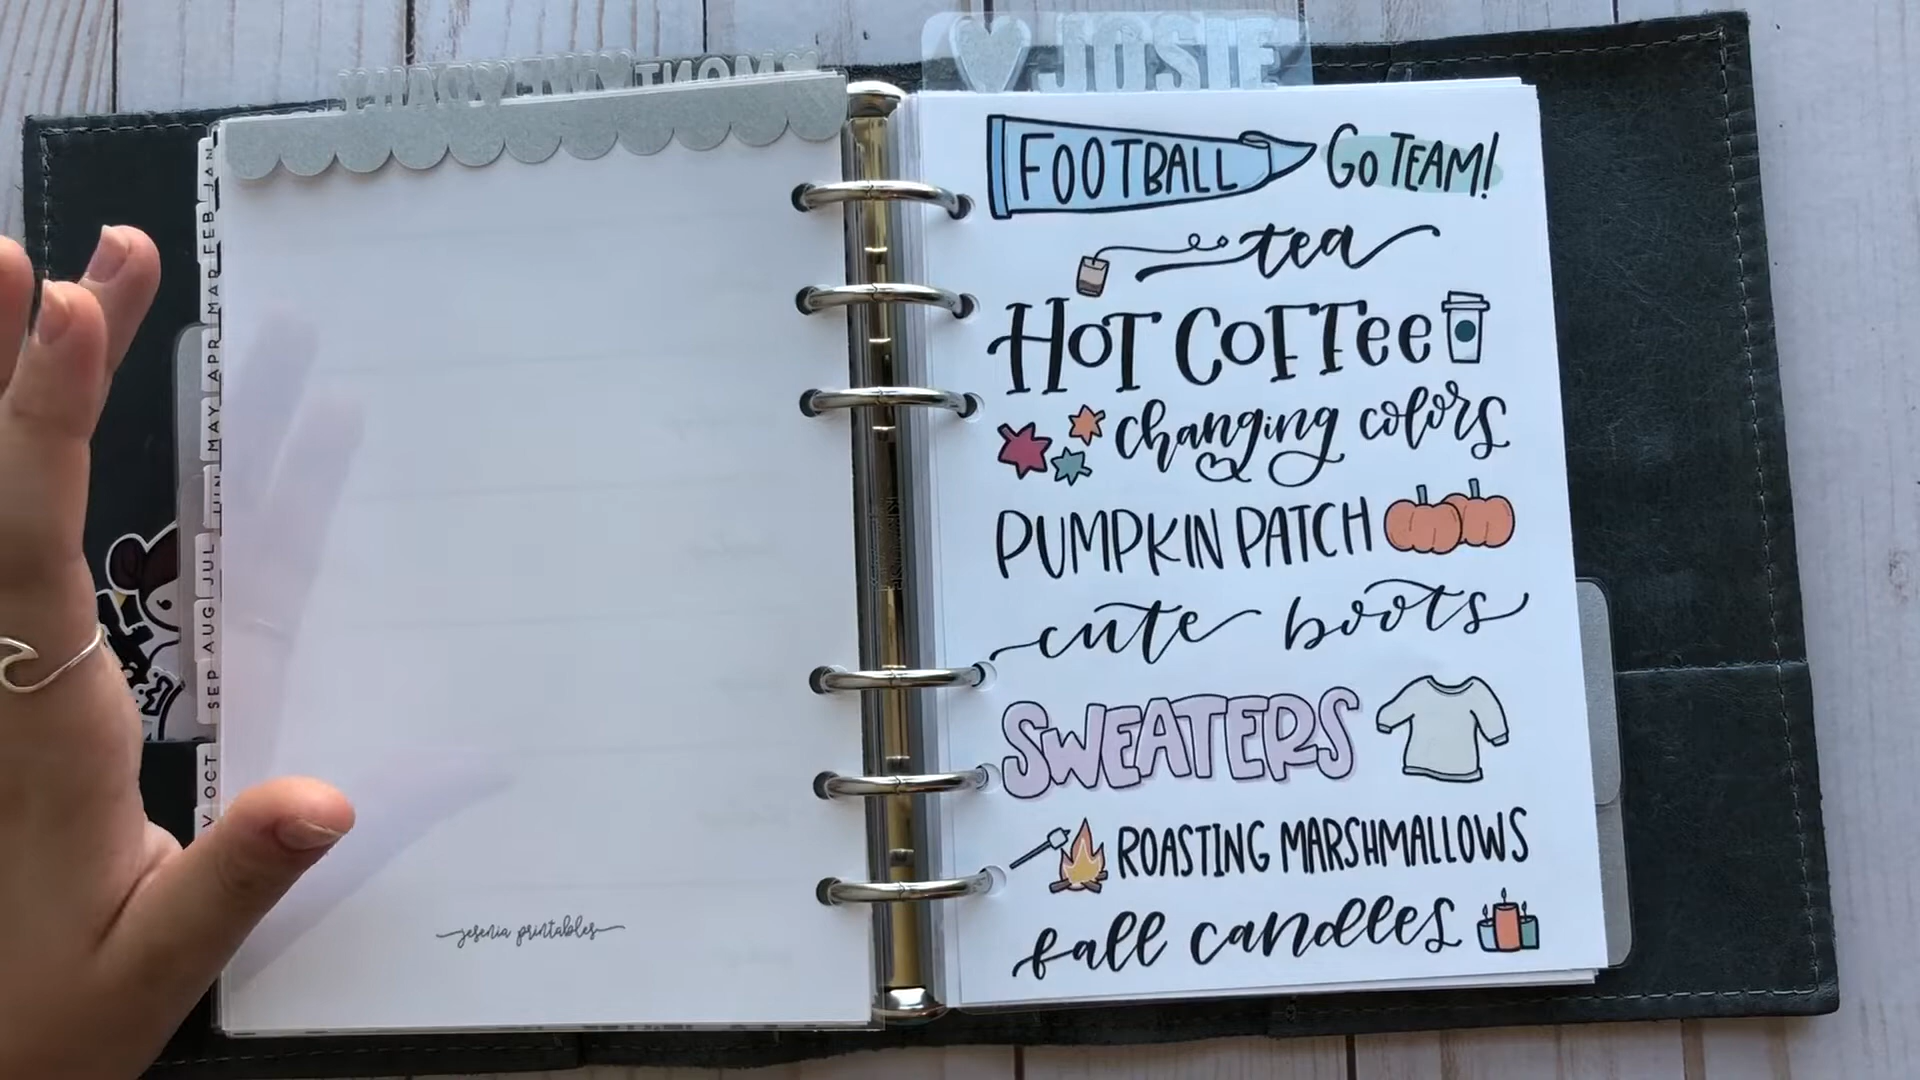 JOSIE
JAN
FEB
MAR
APR
MAY
JUN
JUL
AUG
SEP
OCT
FOOTBALL GO TEAM!
tea
HOT COFFEE
changing colors
PUMPKIN PATCH
cute boots
SWEATERS
ROASTING MARSHMALLOWS
fall candles
jesenia printables